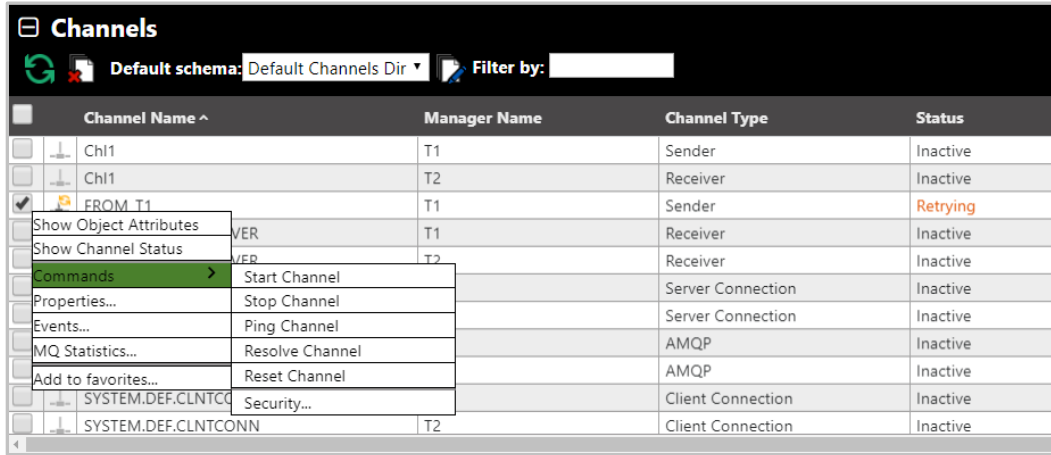 Channels
Default schema: Default Channels Dir Filter by:
Channel Name Manager Name Channel Type Status
Chl1 T1 Sender Inactive
Chl1 T2 Receiver Inactive
FROM_T1 T1 Sender Retrying
Show Object Attributes VER T1 Receiver Inactive
Show Channel Status VER T2 Receiver Inactive
Commands Start Channel Server Connection Inactive
Properties... Stop Channel Server Connection Inactive
Events... Ping Channel AMQP Inactive
MQ Statistics... Resolve Channel AMQP Inactive
Add to favorites... Reset Channel
SYSTEM.DEF.CLNTCO Security... Client Connection Inactive
SYSTEM.DEF.CLNTCONN T2 Client Connection Inactive